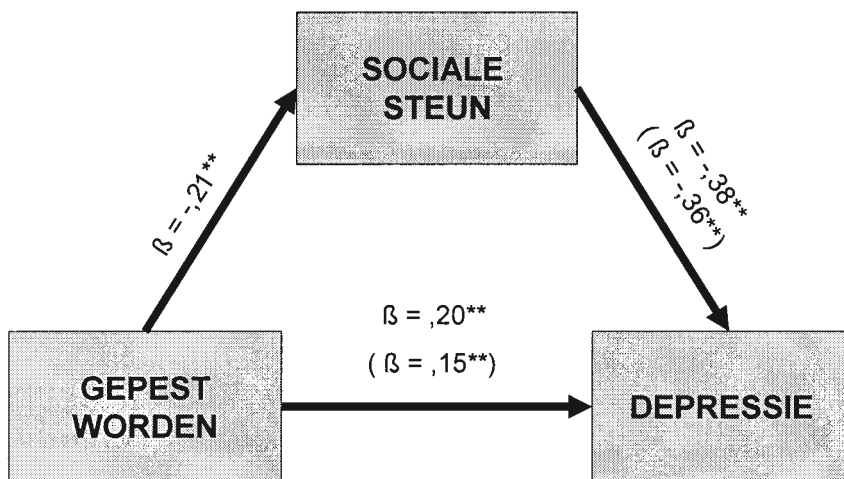 SOCIALE
STEUN
ß = -,21**
ß = -,38**
( ß = -,36**)
ß = ,20**
( ß = ,15**)
GEPEST
WORDEN
DEPRESSIE